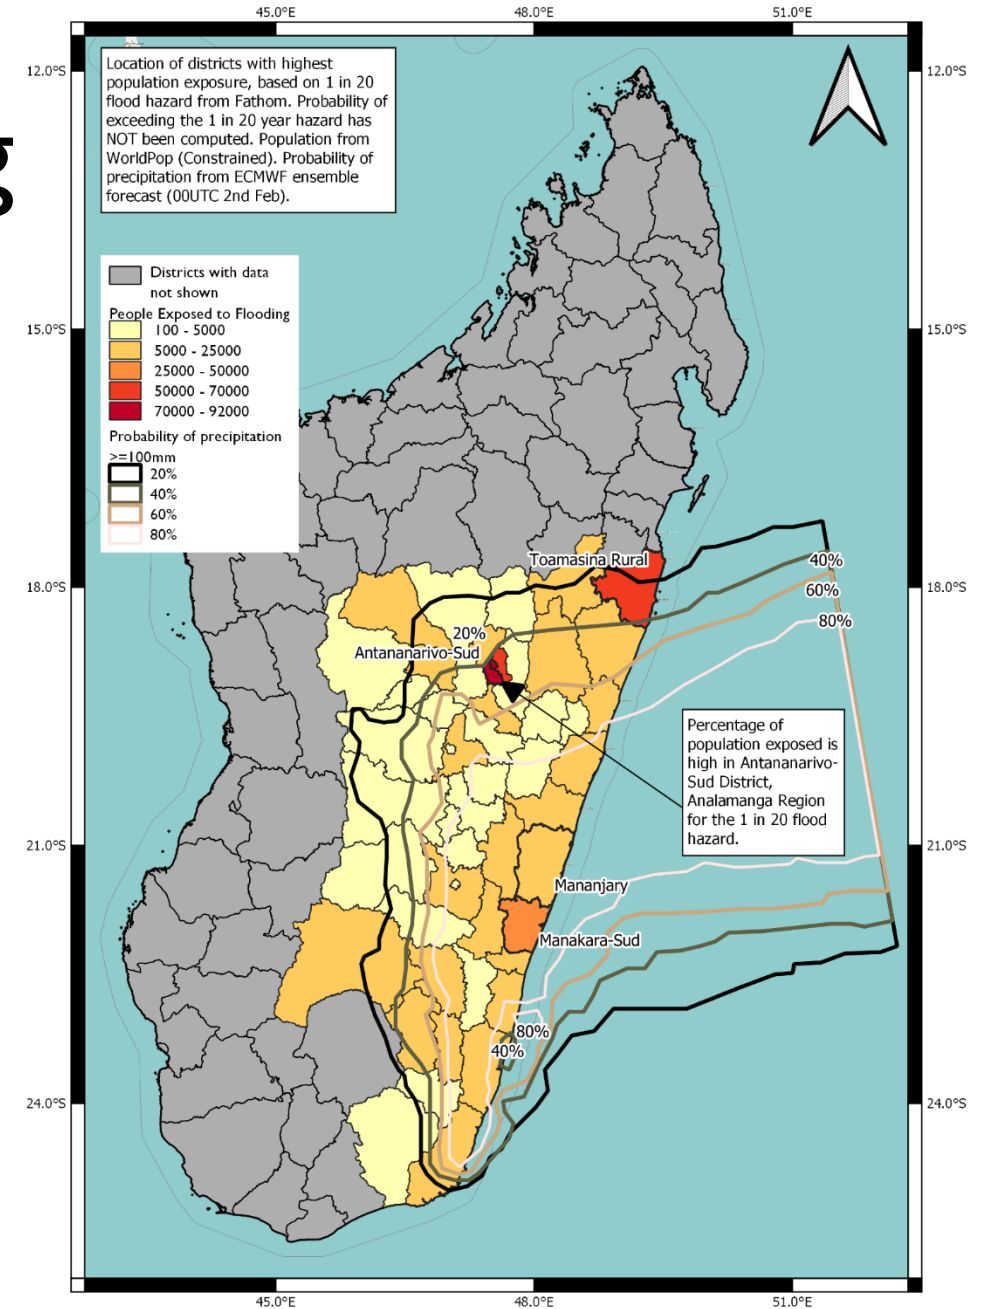 45.0°E 48.0°E 51.0°E
12.0°S 12.0°S
Location of districts with highest
population exposure, based on 1 in 20
flood hazard from Fathom. Probability of
exceeding the 1 in 20 year hazard has
NOT been computed. Population from
WorldPop (Constrained). Probability of
precipitation from ECMWF ensemble
forecast (00UTC 2nd Feb).
g
Districts with data
not shown
People Exposed to Flooding
100 - 5000
5000 - 25000
25000 - 50000
50000 - 70000
70000 - 92000
Probability of precipitation
>=100mm
20%
40%
60%
80%
15.0°S 15.0°S
Toamasina Rural
40%
18.0°S 18.0°S
60%
80%
20%
Antananarivo-Sud
Percentage of
population exposed is
high in Antananarivo-
Sud District,
Analamanga Region
for the 1 in 20 flood
hazard.
21.0°S 21.0°S
Mananjary
Manakara-Sud
80%
40%
24.0°S 24.0°S
45.0°E 48.0°E 51.0°E